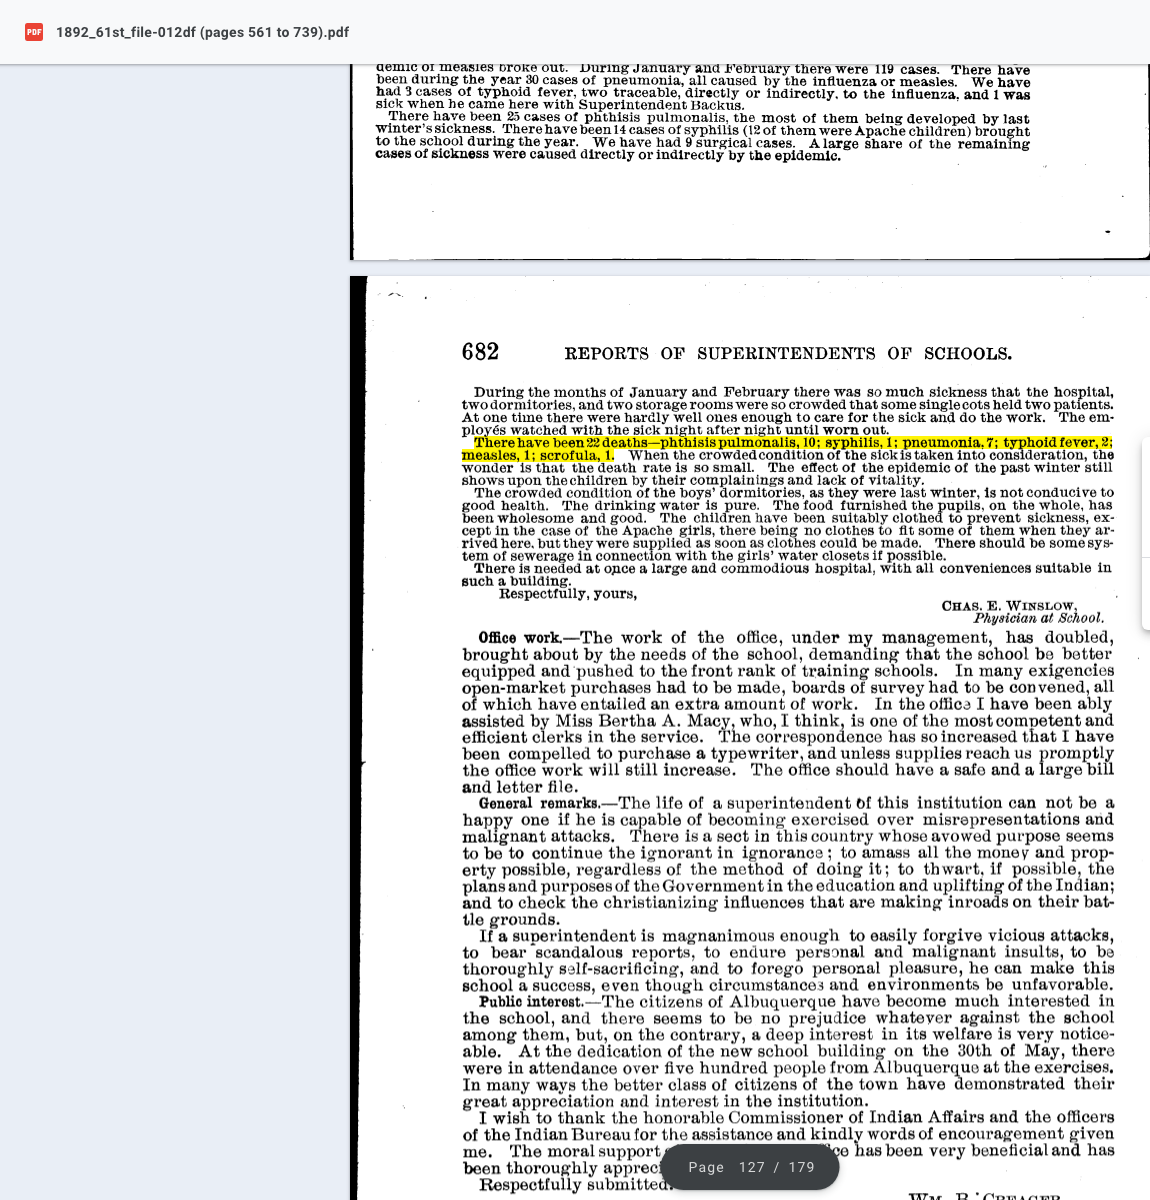 PDF 1892_61st_file-012df (pages 561 to 739).pdf
demic of measles broke out. During January and February there were 119 cases. There have
been during the year 30 cases of pneumonia, all caused by the influenza or measles. We have
had 3 cases of typhoid fever, two traceable, directly or indirectly, to the influenza, and 1 was
sick when he came here with Superintendent Backus.
There have been 25 cases of phthisis pulmonalis, the most of them being developed by last
winter's sickness. There have been 14 cases of syphilis (12 of them were Apache children) brought
to the school during the year. We have had 9 surgical cases. A large share of the remaining
cases of sickness were caused directly or indirectly by the epidemic.
682 REPORTS OF SUPERINTENDENTS OF SCHOOLS.
During the months of January and February there was so much sickness that the hospital,
two dormitories, and two storage rooms were so crowded that some single cots held two patients.
At one time there were hardly well ones enough to care for the sick and do the work. The em-
ployés watched with the sick night after night until worn out.
There have been 22 deaths—phthisis pulmonalis, 10; syphilis, 1; pneumonia, 7; typhoid fever, 2;
measles, 1; scrofula, 1. When the crowded condition of the sick is taken into consideration, the
wonder is that the death rate is so small. The effect of the epidemic of the past winter still
shows upon the children by their complainings and lack of vitality.
The crowded condition of the boys' dormitories, as they were last winter, is not conducive to
good health. The drinking water is pure. The food furnished the pupils, on the whole, has
been wholesome and good. The children have been suitably clothed to prevent sickness, ex-
cept in the case of the Apache girls, there being no clothes to fit some of them when they ar-
rived here, but they were supplied as soon as clothes could be made. There should be some sys-
tem of sewerage in connection with the girls' water closets if possible.
There is needed at once a large and commodious hospital, with all conveniences suitable in
such a building.
Respectfully, yours,
CHAS. E. WINSLOW,
Physician at School.
Office work.—The work of the office, under my management, has doubled,
brought about by the needs of the school, demanding that the school be better
equipped and pushed to the front rank of training schools. In many exigencies
open-market purchases had to be made, boards of survey had to be convened, all
of which have entailed an extra amount of work. In the office I have been ably
assisted by Miss Bertha A. Macy, who, I think, is one of the most competent and
efficient clerks in the service. The correspondence has so increased that I have
been compelled to purchase a typewriter, and unless supplies reach us promptly
the office work will still increase. The office should have a safe and a large bill
and letter file.
General remarks.—The life of a superintendent of this institution can not be a
happy one if he is capable of becoming exercised over misrepresentations and
malignant attacks. There is a sect in this country whose avowed purpose seems
to be to continue the ignorant in ignorance; to amass all the money and prop-
erty possible, regardless of the method of doing it; to thwart, if possible, the
plans and purposes of the Government in the education and uplifting of the Indian;
and to check the christianizing influences that are making inroads on their bat-
tle grounds.
If a superintendent is magnanimous enough to easily forgive vicious attacks,
to bear scandalous reports, to endure personal and malignant insults, to be
thoroughly self-sacrificing, and to forego personal pleasure, he can make this
school a success, even though circumstances and environments be unfavorable.
Public interest.—The citizens of Albuquerque have become much interested in
the school, and there seems to be no prejudice whatever against the school
among them, but, on the contrary, a deep interest in its welfare is very notice-
able. At the dedication of the new school building on the 30th of May, there
were in attendance over five hundred people from Albuquerque at the exercises.
In many ways the better class of citizens of the town have demonstrated their
great appreciation and interest in the institution.
I wish to thank the honorable Commissioner of Indian Affairs and the officers
of the Indian Bureau for the assistance and kindly words of encouragement given
me. The moral support has been very beneficial and has
been thoroughly
Respectfully submitted.
Page 127 / 179
WM. B. CREAGER